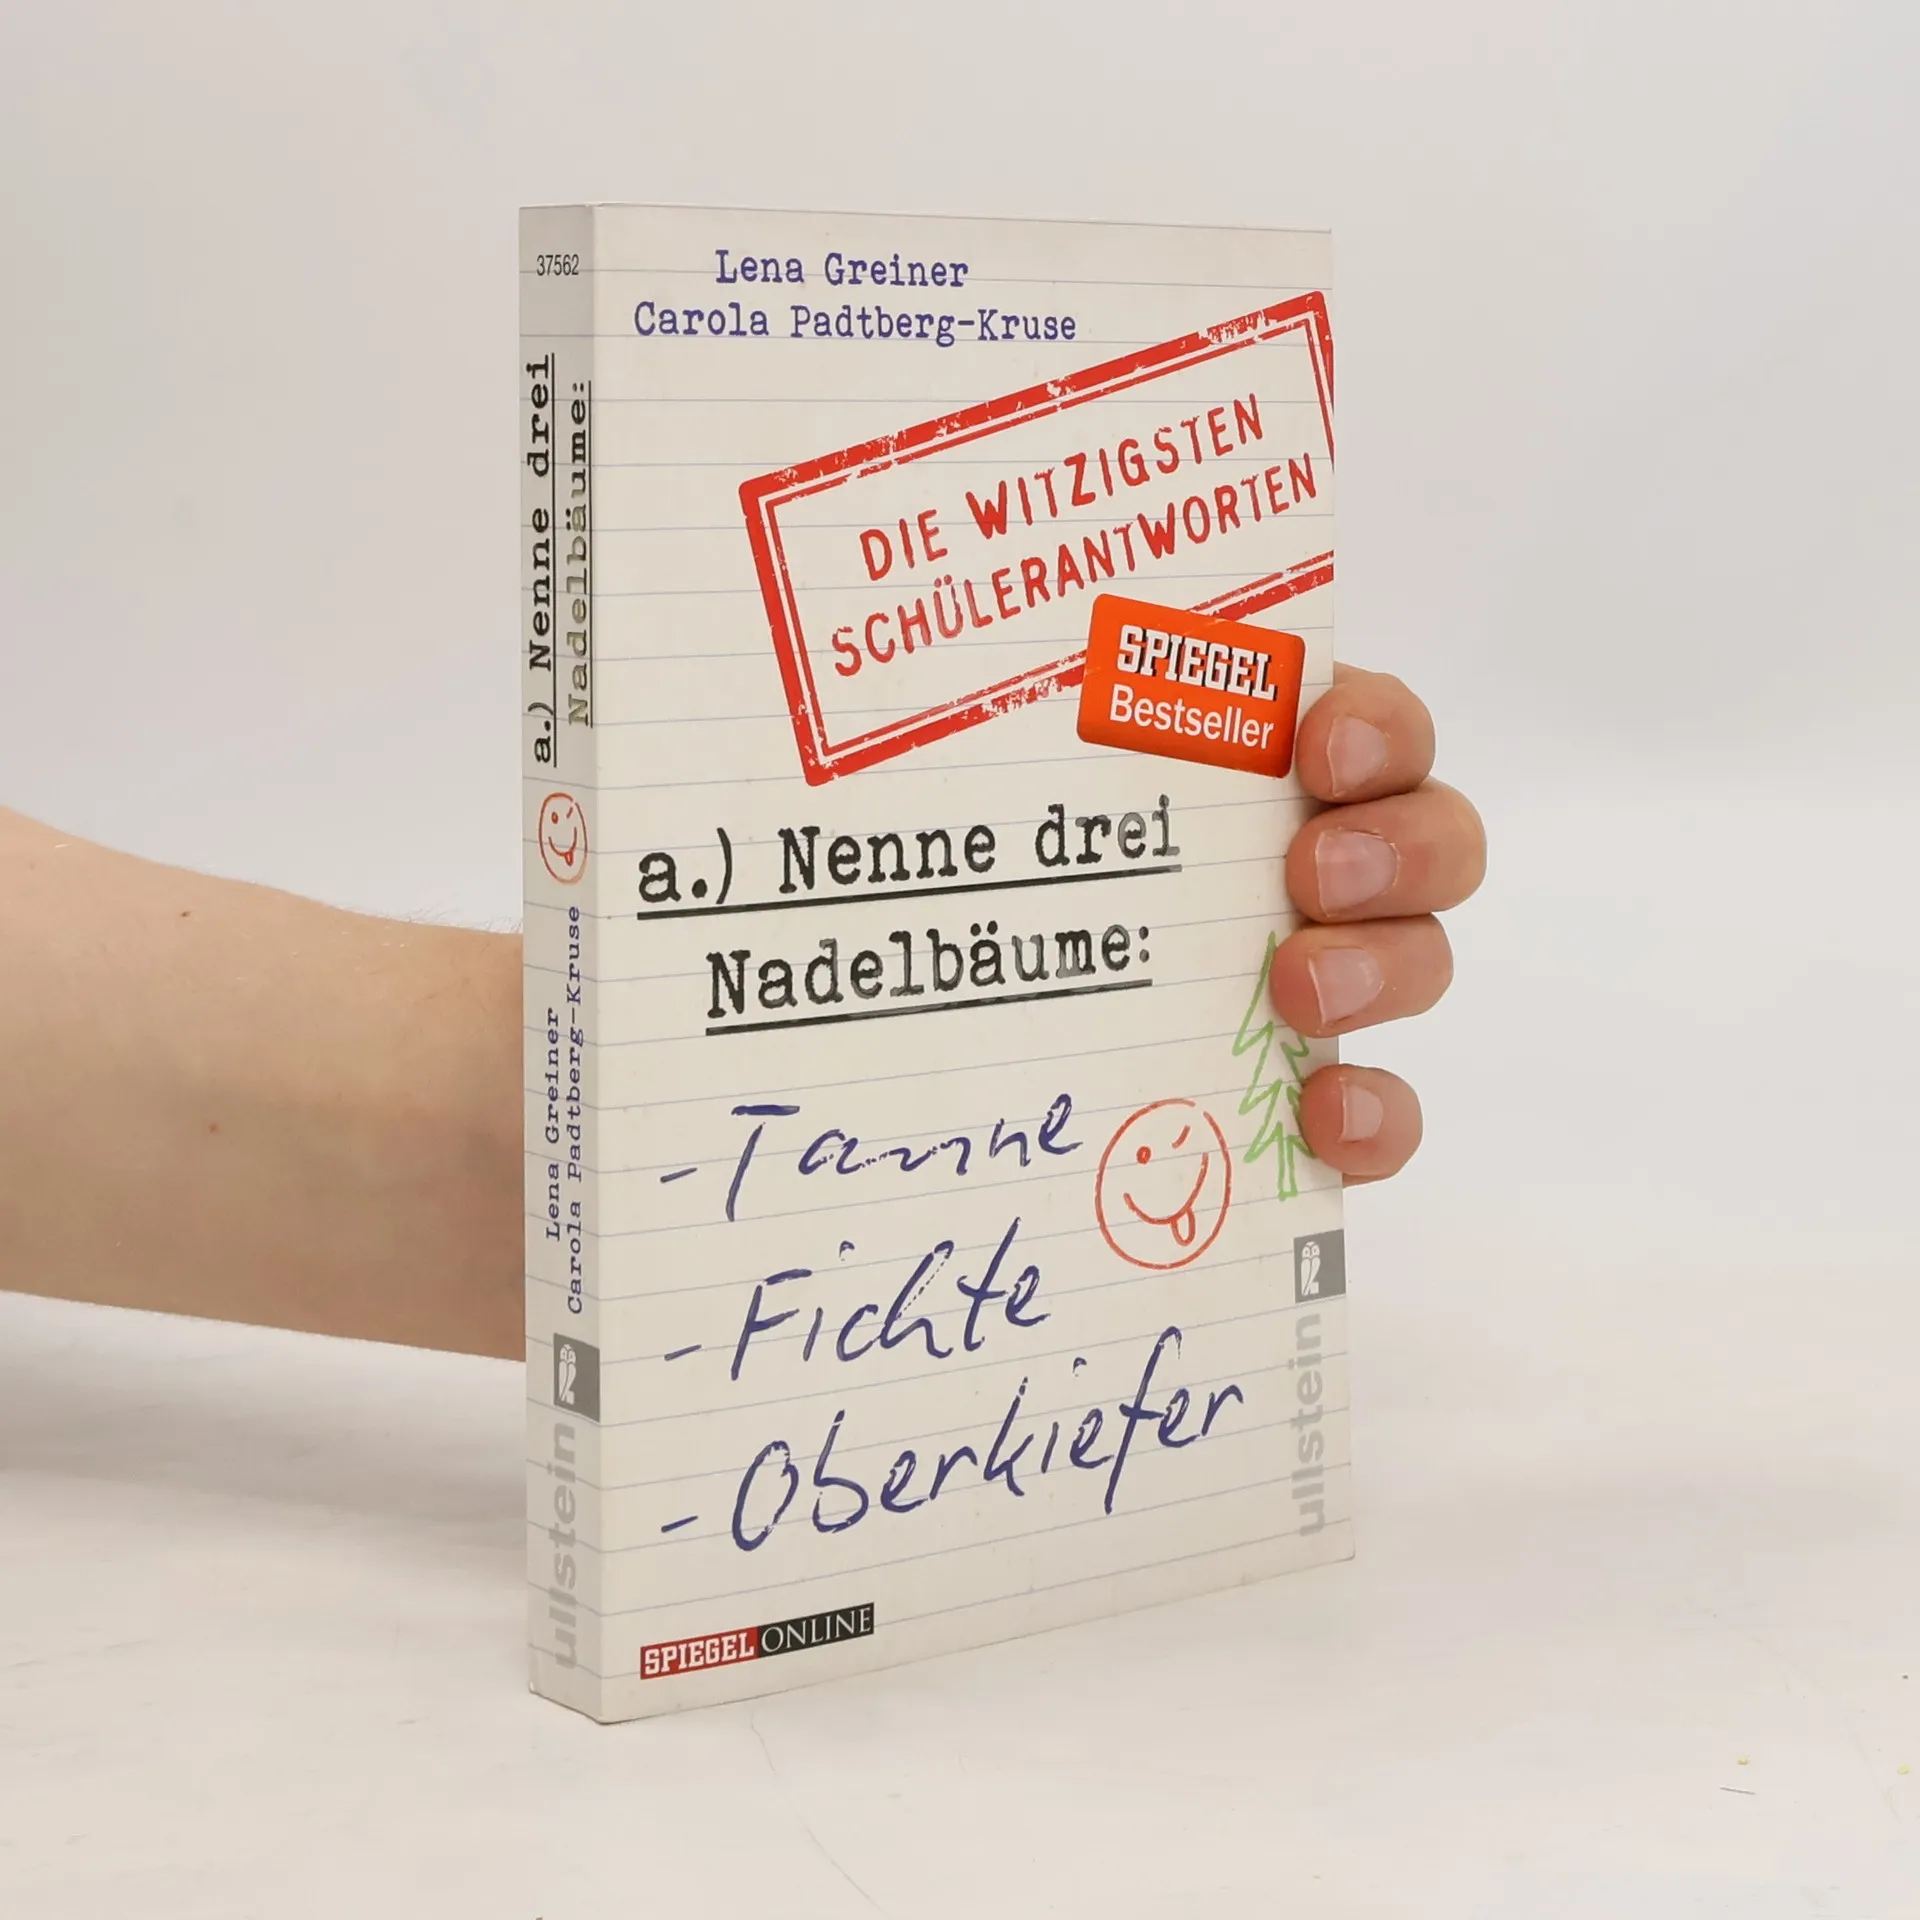 37562
a.) Nenne drei
Nadelbäume:
Lena Greiner
Carola Padtberg-Kruse
ullstein
Lena Greiner
Carola Padtberg-Kruse
DIE WITZIGSTEN
SCHÜLERANTWORTEN
SPIEGEL
Bestseller
a.) Nenne drei
Nadelbäume:
-Tanne
-Fichte
-Oberkiefer
ullstein
SPIEGEL ONLINE